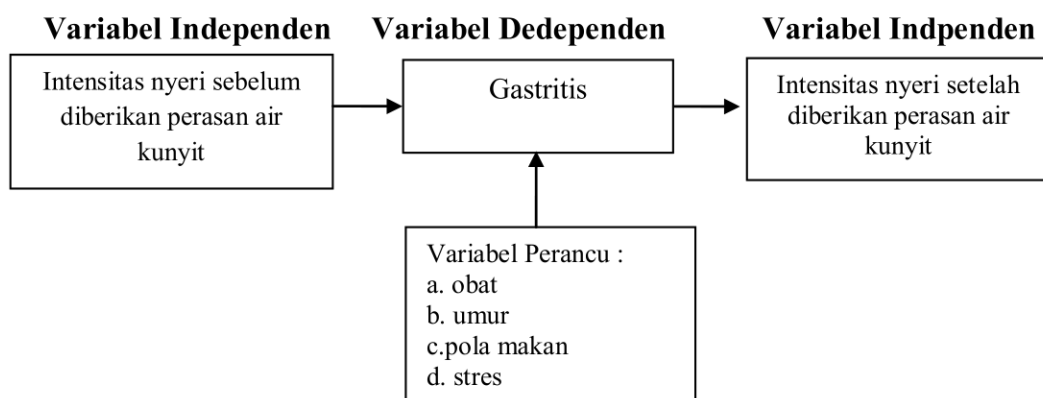 Variabel Independen
Variabel Dedependen
Variabel Indpenden
Intensitas nyeri sebelum
diberikan perasan air
kunyit
Gastritis
Intensitas nyeri setelah
diberikan perasan air
kunyit
Variabel Perancu :
a. obat
b. umur
c.pola makan
d. stres